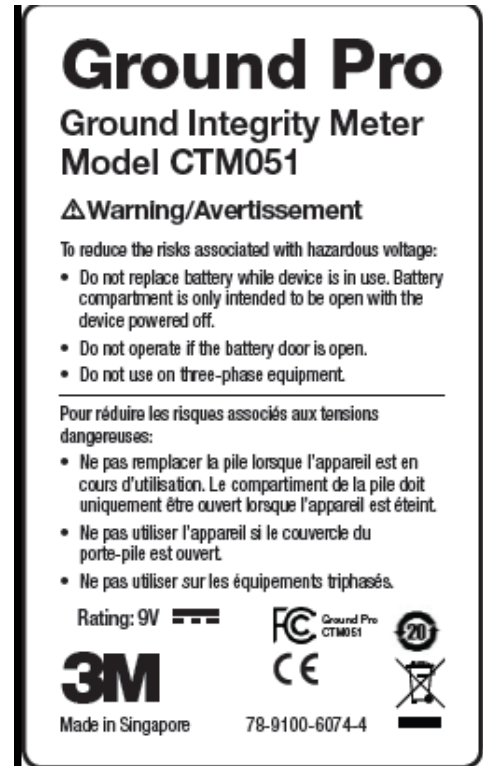 Ground Pro
Ground Integrity Meter
Model CTM051
⚠Warning/Avertissement
To reduce the risks associated with hazardous voltage:
• Do not replace battery while device is in use. Battery
compartment is only intended to be open with the
device powered off.
• Do not operate if the battery door is open.
• Do not use on three-phase equipment.
Pour réduire les risques associés aux tensions
dangereuses:
• Ne pas remplacer la pile lorsque l'appareil est en
cours d'utilisation. Le compartiment de la pile doit
uniquement être ouvert lorsque l'appareil est éteint.
• Ne pas utiliser l'appareil si le couvercle du
porte-pile est ouvert.
• Ne pas utiliser sur les équipements triphasés.
Rating: 9V
FC Ground Pro
CTM051
20
3M
CE
Made in Singapore
78-9100-6074-4